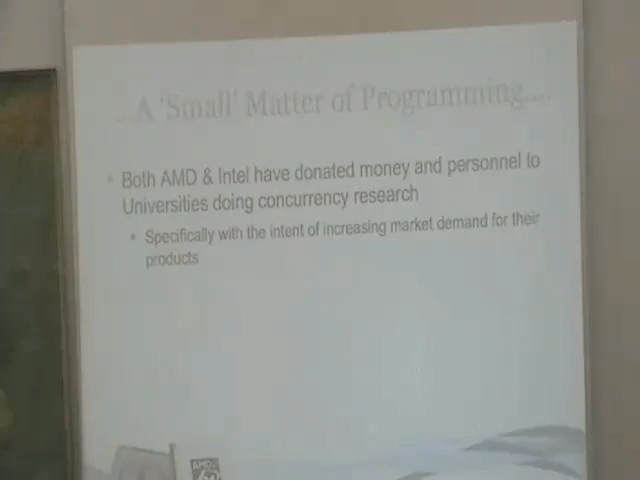 ...A 'Small' Matter of Programming....
• Both AMD & Intel have donated money and personnel to
Universities doing concurrency research
• Specifically with the intent of increasing market demand for their
products
AMD